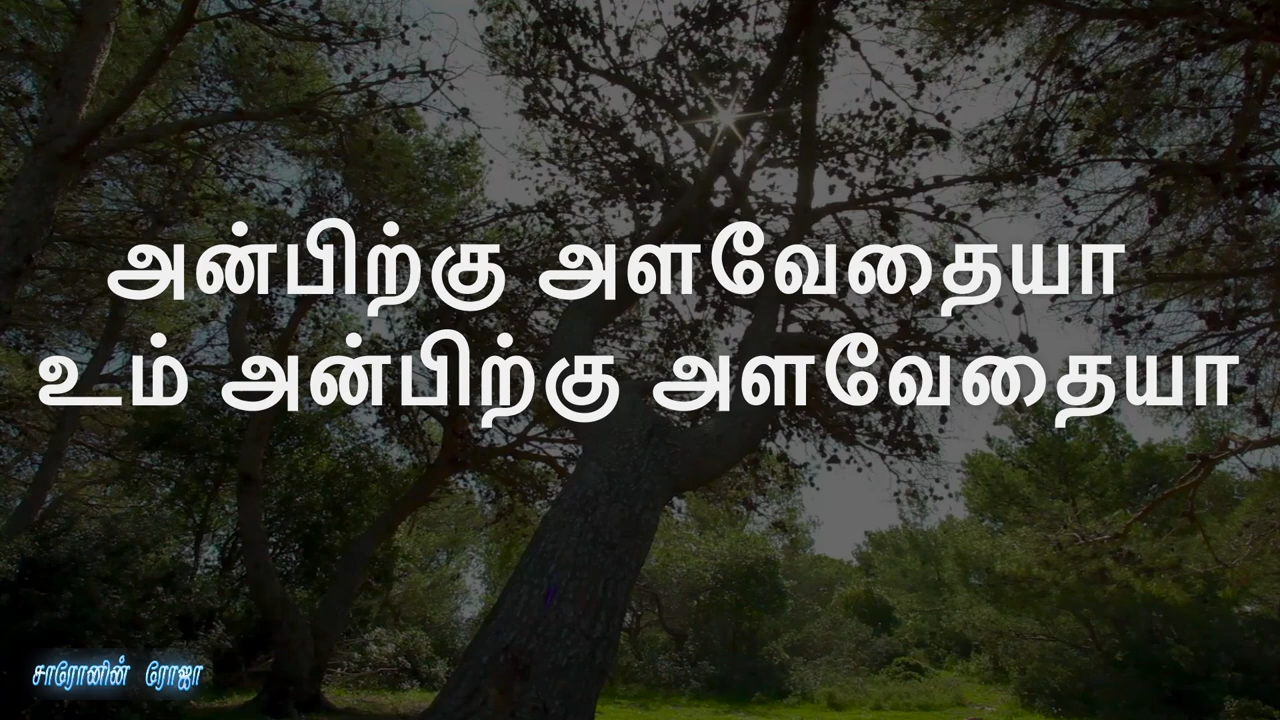 அன்பிற்கு அளவேதையா
உம் அன்பிற்கு அளவேதையா
சாரோனின் ரோஜா